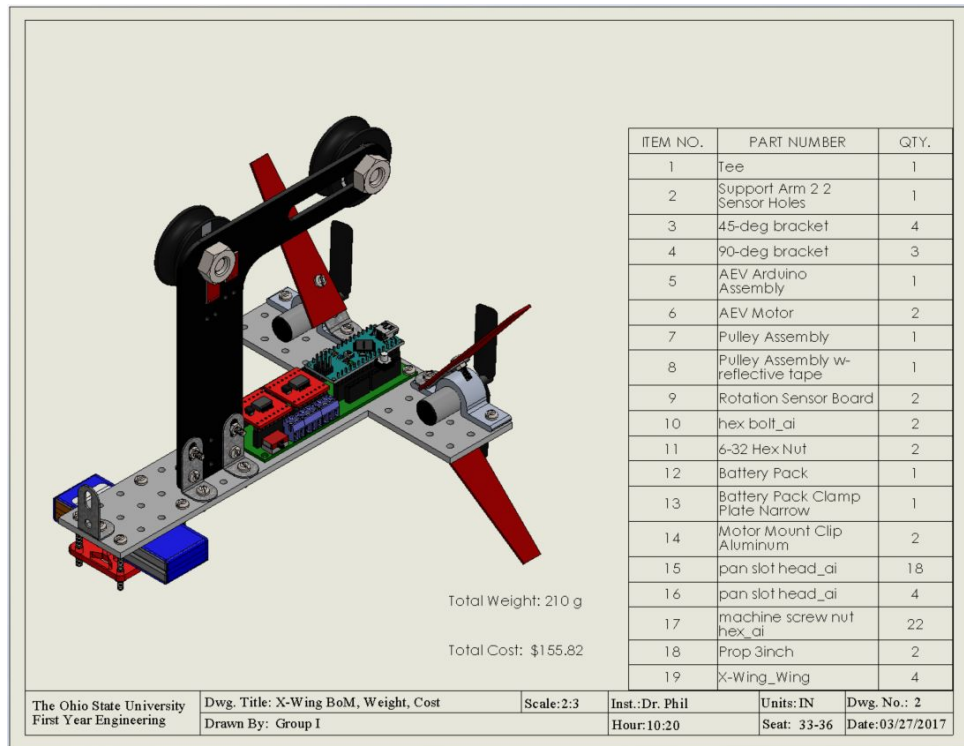 ITEM NO. PART NUMBER QTY.
1 Tee 1
2 Support Arm 2 2 Sensor Holes 1
3 45-deg bracket 4
4 90-deg bracket 3
5 AEV Arduino Assembly 1
6 AEV Motor 2
7 Pulley Assembly 1
8 Pulley Assembly w-reflective tape 1
9 Rotation Sensor Board 2
10 hex bolt_ai 2
11 6-32 Hex Nut 2
12 Battery Pack 1
13 Battery Pack Clamp Plate Narrow 1
14 Motor Mount Clip Aluminum 2
15 pan slot head_ai 18
16 pan slot head_ai 4
17 machine screw nut hex_ai 22
18 Prop 3inch 2
19 X-Wing_Wing 4
Total Weight: 210 g
Total Cost: $155.82
The Ohio State University
First Year Engineering
Dwg. Title: X-Wing BoM, Weight, Cost
Scale:2:3
Inst.:Dr. Phil
Units:IN
Dwg. No.: 2
Drawn By: Group I
Hour:10:20
Seat: 33-36
Date:03/27/2017